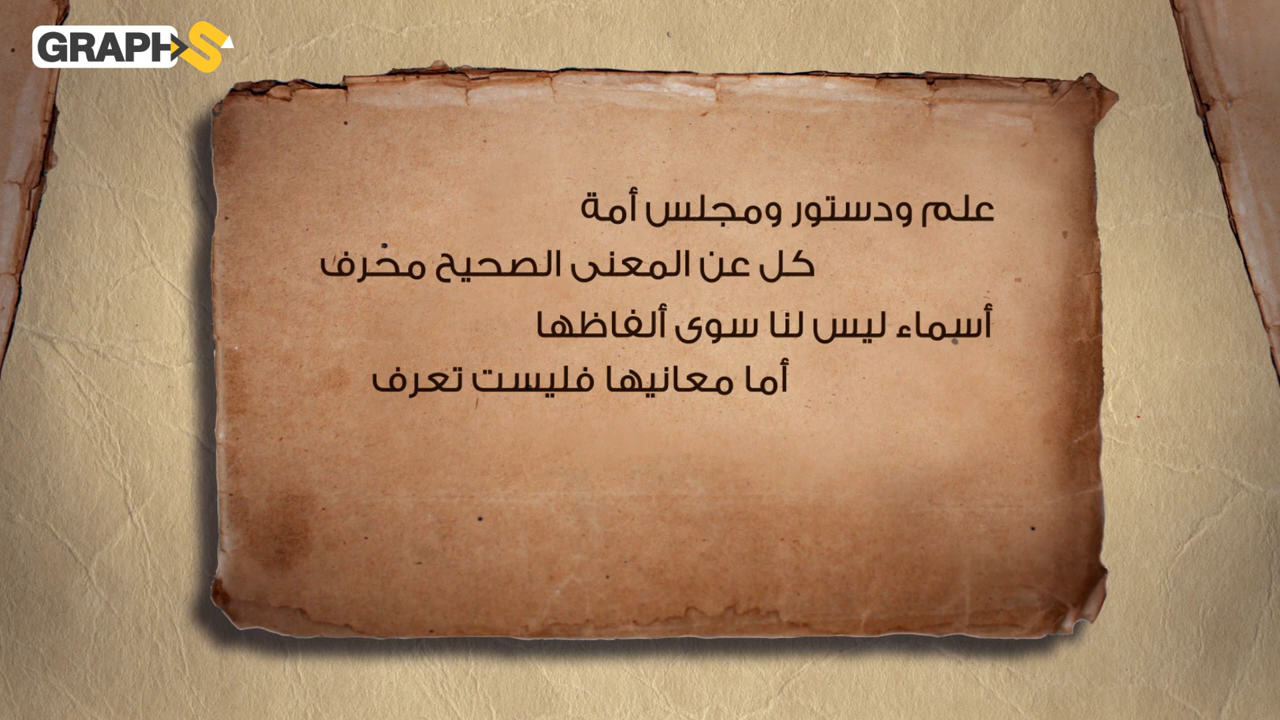 GRAPHS
علم ودستور ومجلس أمة
كل عن المعنى الصحيح محرف
أسماء ليس لنا سوى ألفاظها
أما معانيها فليست تعرف